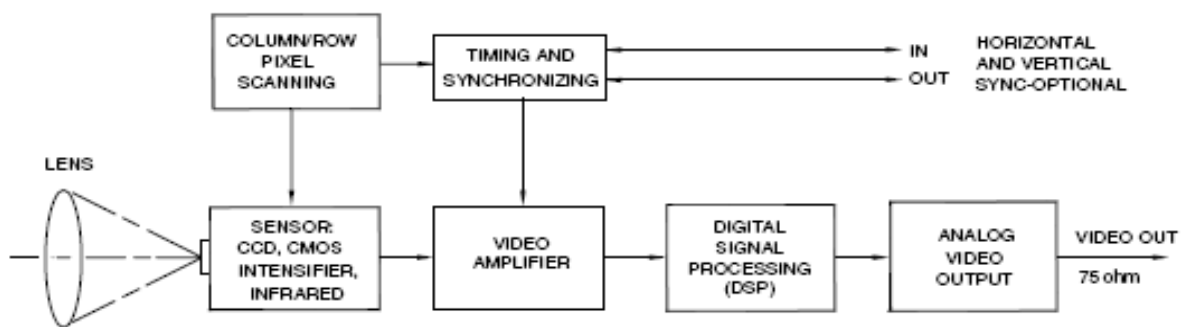 COLUMN/ROW
PIXEL
SCANNING
TIMING AND
SYNCHRONIZING
IN
OUT
HORIZONTAL
AND VERTICAL
SYNC-OPTIONAL
LENS
SENSOR:
CCD, CMOS
INTENSIFIER,
INFRARED
VIDEO
AMPLIFIER
DIGITAL
SIGNAL
PROCESSING
(DSP)
ANALOG
VIDEO
OUTPUT
VIDEO OUT
75 ohm